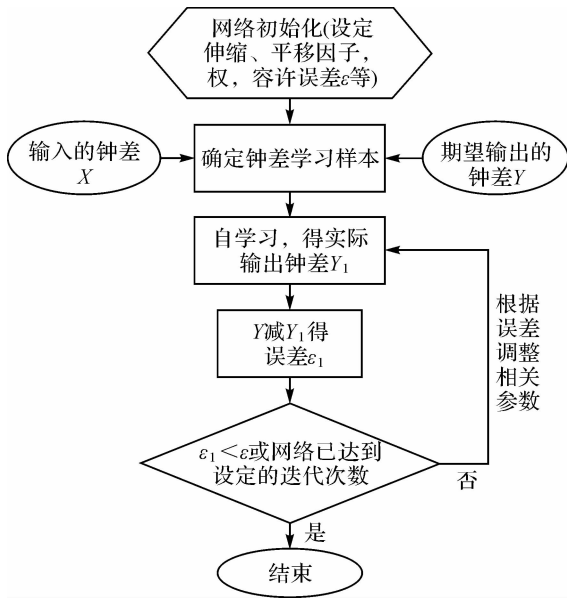 网络初始化(设定
伸缩、平移因子,
权，容许误差ε等)
输入的钟差
X
确定钟差学习样本
期望输出的
钟差Y
自学习，得实际
输出钟差Y₁
Y减Y₁得
误差ε₁
根据
误差
调整
相关
参数
ε₁＜ε或网络已达到
设定的迭代次数
否
是
结束